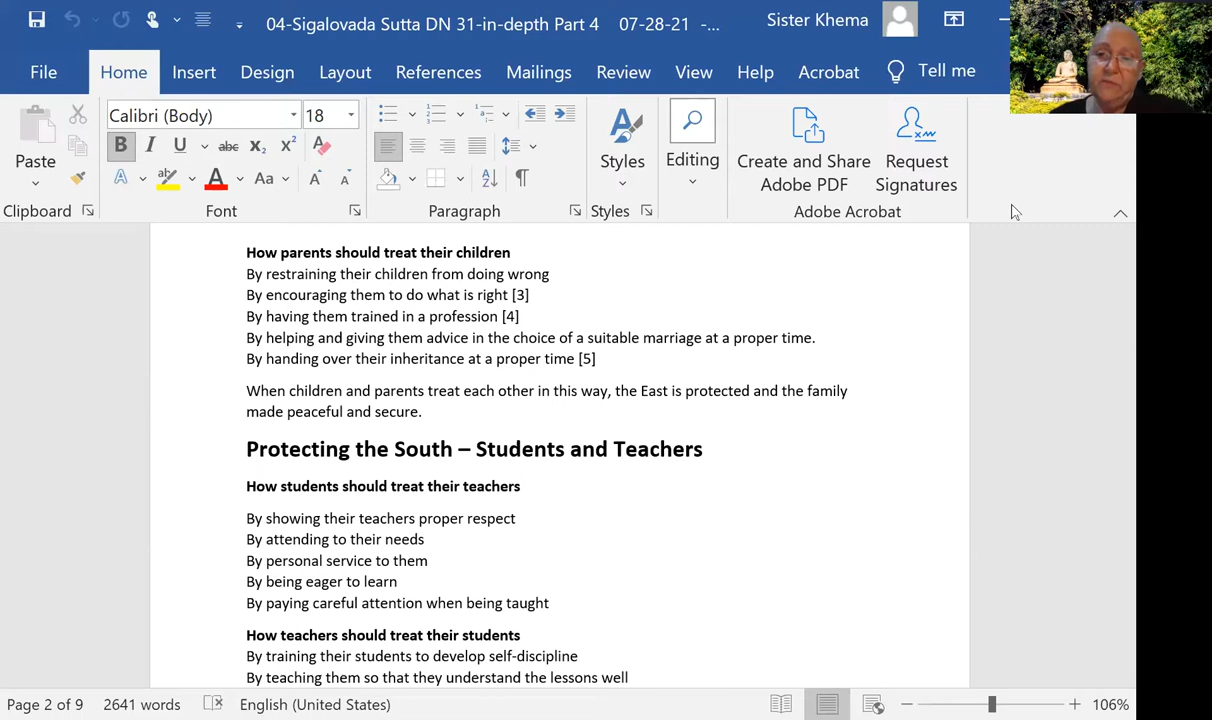 04-Sigalovada Sutta DN 31-in-depth Part 4 07-28-21 -...
Sister Khema
File Home Insert Design Layout References Mailings Review View Help Acrobat Tell me
Calibri (Body) 18
Paste
B I U abc x₂ x² A
A A Aa A A
Styles
Editing
Create and Share Adobe PDF
Request Signatures
Clipboard Font Paragraph Styles Adobe Acrobat
How parents should treat their children
By restraining their children from doing wrong
By encouraging them to do what is right [3]
By having them trained in a profession [4]
By helping and giving them advice in the choice of a suitable marriage at a proper time.
By handing over their inheritance at a proper time [5]
When children and parents treat each other in this way, the East is protected and the family
made peaceful and secure.
Protecting the South – Students and Teachers
How students should treat their teachers
By showing their teachers proper respect
By attending to their needs
By personal service to them
By being eager to learn
By paying careful attention when being taught
How teachers should treat their students
By training their students to develop self-discipline
By teaching them so that they understand the lessons well
Page 2 of 9 2641 words English (United States) 106%